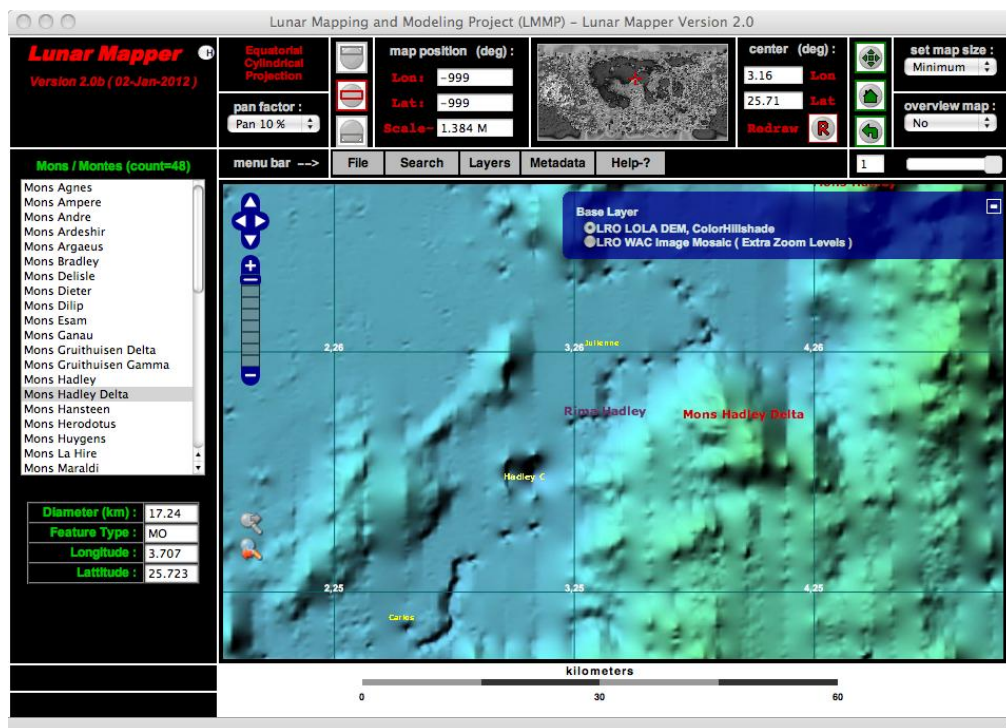 Lunar Mapping and Modeling Project (LMMP) – Lunar Mapper Version 2.0
Lunar Mapper H
Version 2.0b ( 02-Jan-2012 )
Equatorial
Cylindrical
Projection
pan factor :
Pan 10 %
map position (deg) :
Lon: -999
Lat: -999
Scale~ 1.384 M
center (deg) :
3.16 Lon
25.71 Lat
Redraw R
set map size :
Minimum
overview map :
No
Mons / Montes (count=48)
menu bar -->
File
Search
Layers
Metadata
Help-?
1
Mons Agnes
Mons Ampere
Mons Andre
Mons Ardeshir
Mons Argaeus
Mons Bradley
Mons Delisle
Mons Dieter
Mons Dilip
Mons Esam
Mons Ganau
Mons Gruithuisen Delta
Mons Gruithuisen Gamma
Mons Hadley
Mons Hadley Delta
Mons Hansteen
Mons Herodotus
Mons Huygens
Mons La Hire
Mons Maraldi
Diameter (km) : 17.24
Feature Type : MO
Longitude : 3.707
Lattitude : 25.723
Mons Hadley
Base Layer
LRO LOLA DEM, ColorHillshade
LRO WAC Image Mosaic ( Extra Zoom Levels )
2,26
3,26
Julienne
4,26
Rima Hadley
Mons Hadley Delta
Hadley C
2,25
3,25
4,25
Carlos
kilometers
0
30
60